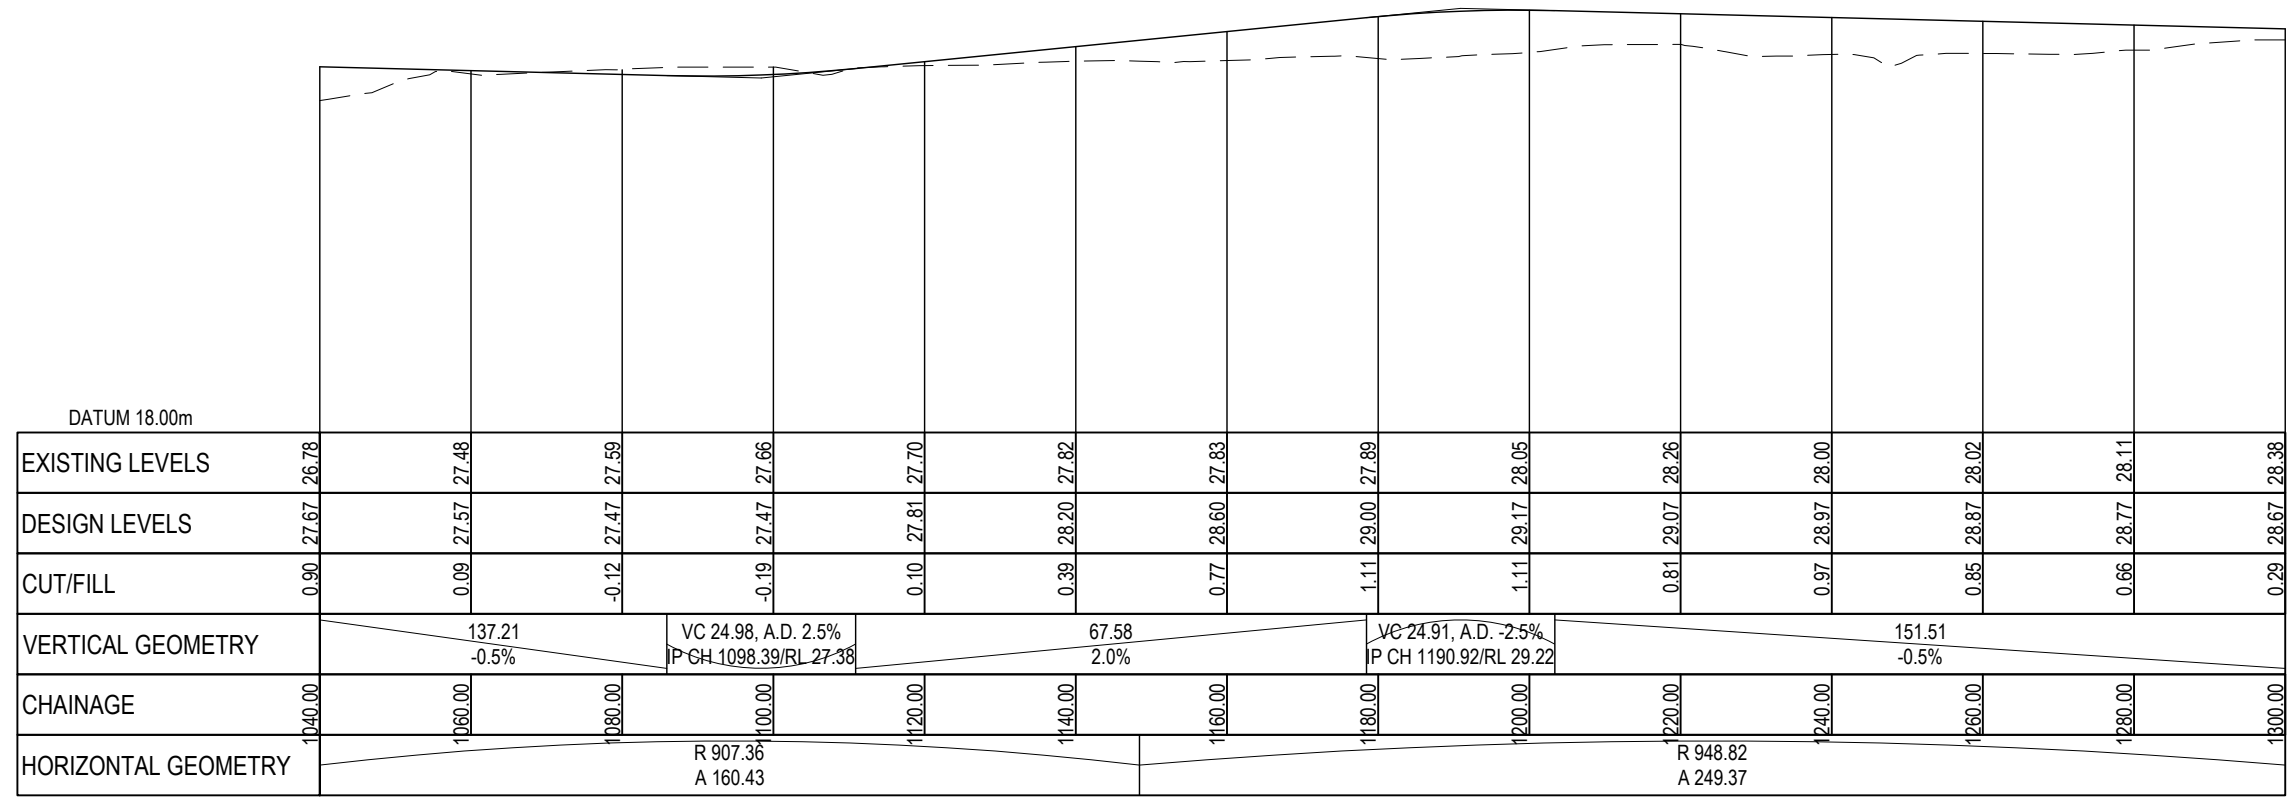 DATUM 18.00m
EXISTING LEVELS 26.78 27.48 27.59 27.66 27.70 27.82 27.83 27.89 28.05 28.26 28.00 28.02 28.11 28.38
DESIGN LEVELS 27.67 27.57 27.47 27.47 27.81 28.20 28.60 29.00 29.17 29.07 28.97 28.87 28.77 28.67
CUT/FILL 0.90 0.09 -0.12 -0.19 0.10 0.39 0.77 1.11 1.11 0.81 0.97 0.85 0.66 0.29
VERTICAL GEOMETRY
137.21
-0.5%
VC 24.98, A.D. 2.5%
IP CH 1098.39/RL 27.38
67.58
2.0%
VC 24.91, A.D. -2.5%
IP CH 1190.92/RL 29.22
151.51
-0.5%
CHAINAGE 1040.00 1060.00 1080.00 1100.00 1120.00 1140.00 1160.00 1180.00 1200.00 1220.00 1240.00 1260.00 1280.00 1300.00
HORIZONTAL GEOMETRY
R 907.36
A 160.43
R 948.82
A 249.37